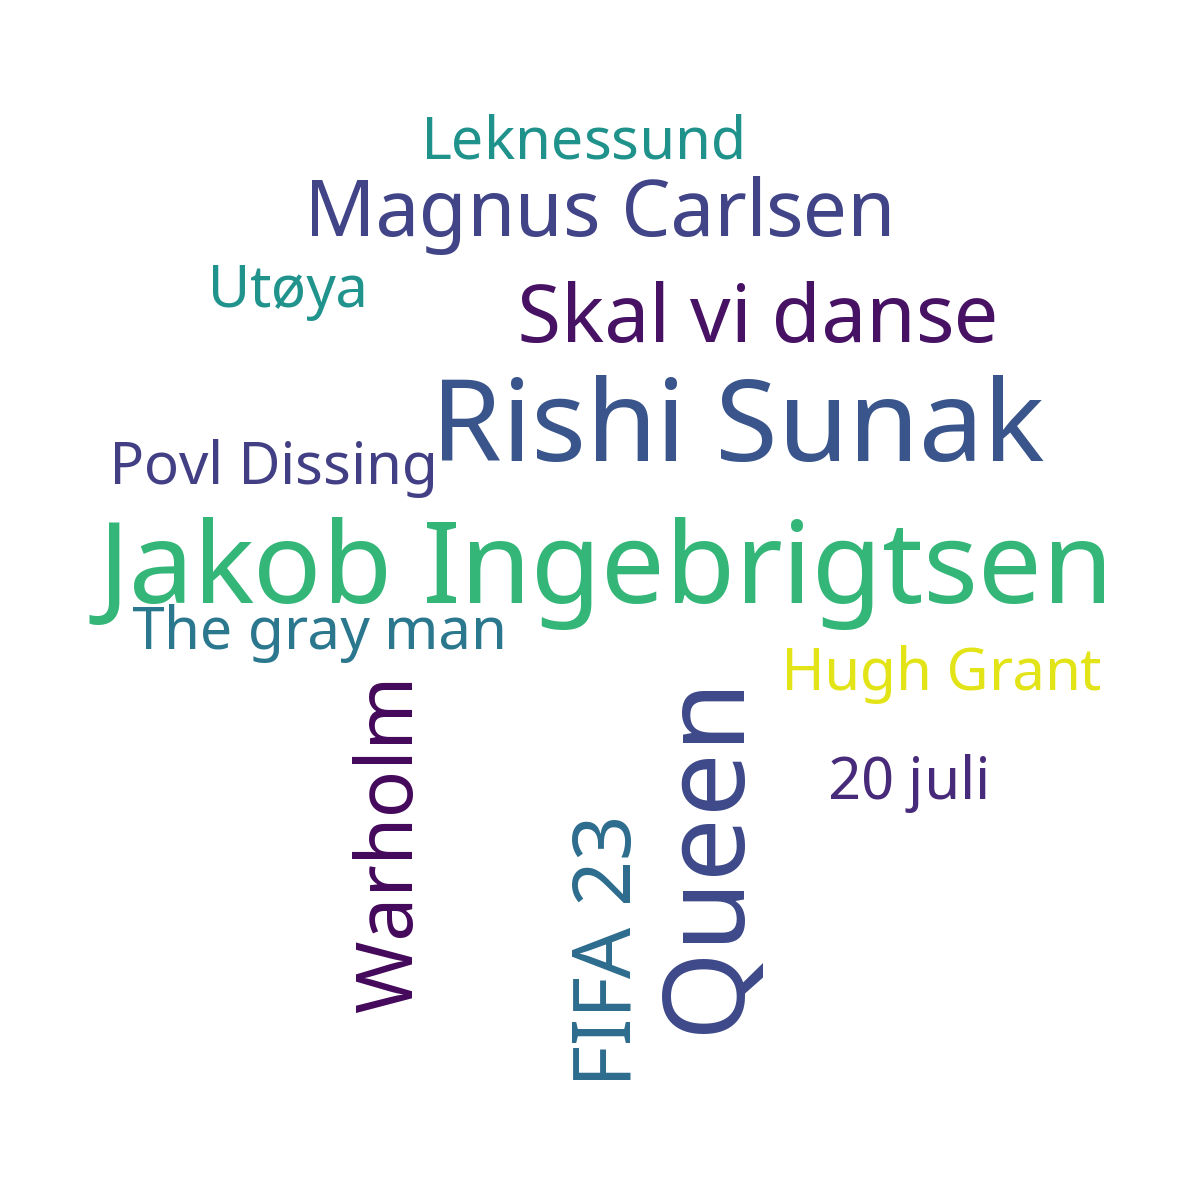 Leknessund
Magnus Carlsen
Utøya
Skal vi danse
Rishi Sunak
Povl Dissing
Jakob Ingebrigtsen
The gray man
Hugh Grant
Warholm
Queen
20 juli
FIFA 23